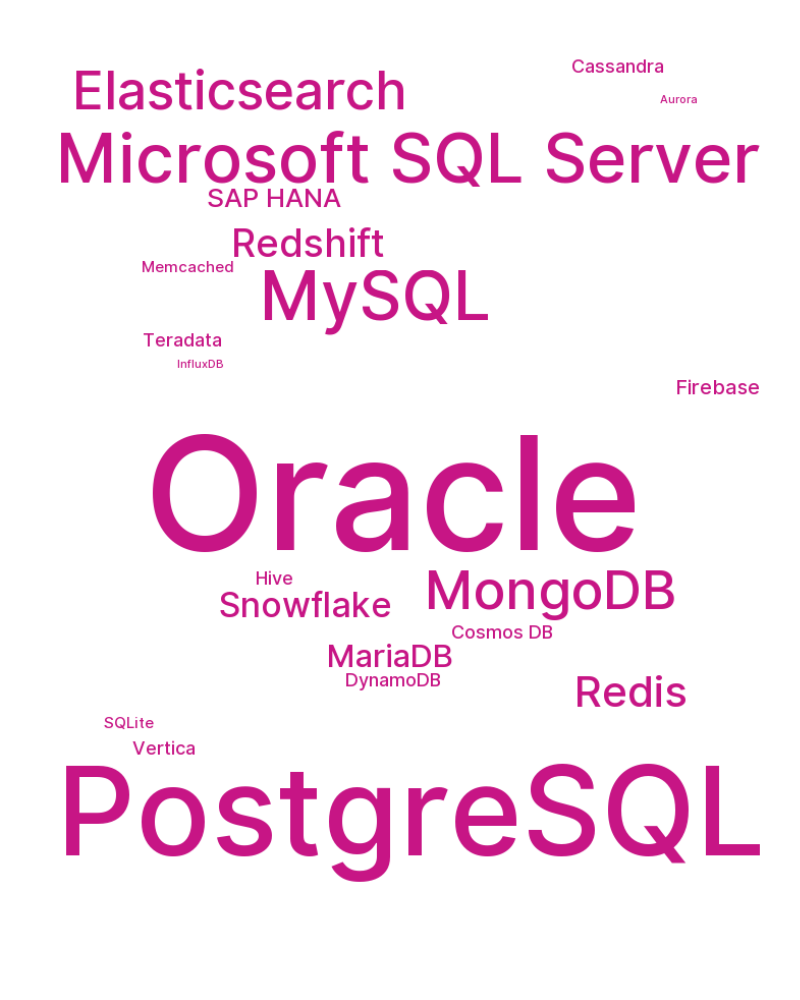 Cassandra
Elasticsearch
Aurora
Microsoft SQL Server
SAP HANA
Redshift
Memcached
MySQL
Teradata
InfluxDB
Firebase
Oracle
Hive
MongoDB
Snowflake
Cosmos DB
MariaDB
DynamoDB
Redis
SQLite
Vertica
PostgreSQL